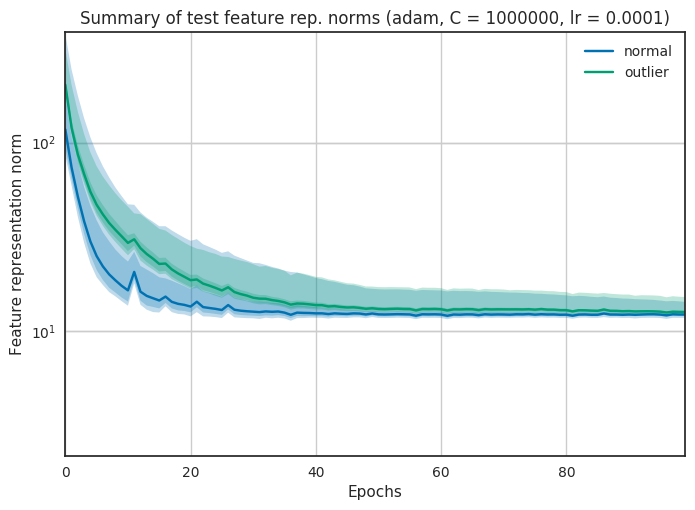 Summary of test feature rep. norms (adam, C = 1000000, lr = 0.0001)
normal
outlier
Feature representation norm
10²
10¹
0 20 40 60 80
Epochs